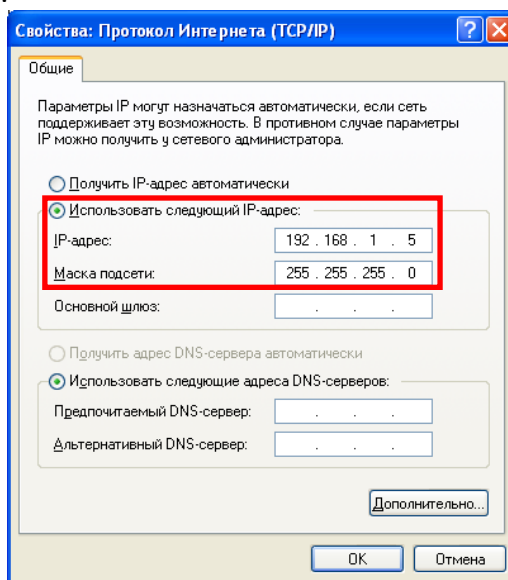 Свойства: Протокол Интернета (TCP/IP)
Общие
Параметры IP могут назначаться автоматически, если сеть
поддерживает эту возможность. В противном случае параметры
IP можно получить у сетевого администратора.
Получить IP-адрес автоматически
Использовать следующий IP-адрес:
IP-адрес: 192 . 168 . 1 . 5
Маска подсети: 255 . 255 . 255 . 0
Основной шлюз: . . .
Получить адрес DNS-сервера автоматически
Использовать следующие адреса DNS-серверов:
Предпочитаемый DNS-сервер: . . .
Альтернативный DNS-сервер: . . .
Дополнительно...
OK Отмена